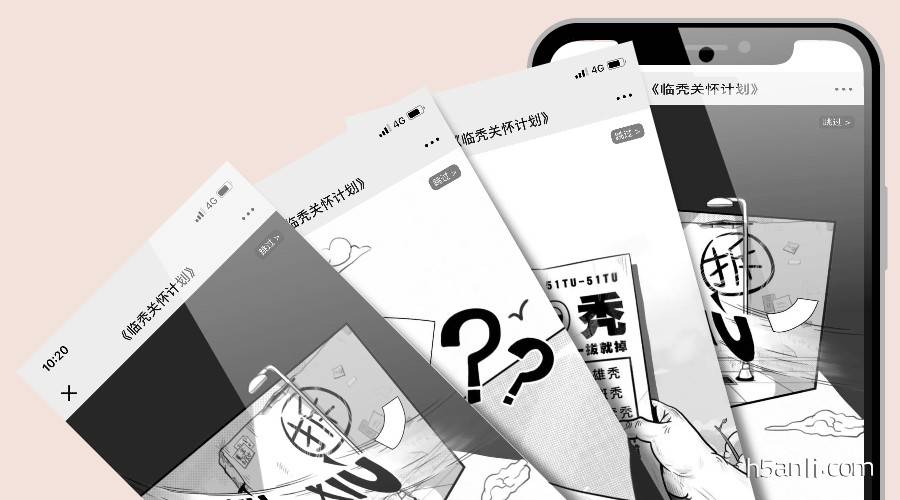 10:20
4G
《临秃关怀计划》
跳过 >
拆
XIU
4G
临秃关怀计划》
跳过 >
??
4G
《临秃关怀计划》
跳过 >
51TU-51TU
秃
一拔就掉
雄秃
秃
秃
《临秃关怀计划》
跳过 >
拆
U
h5anli.com